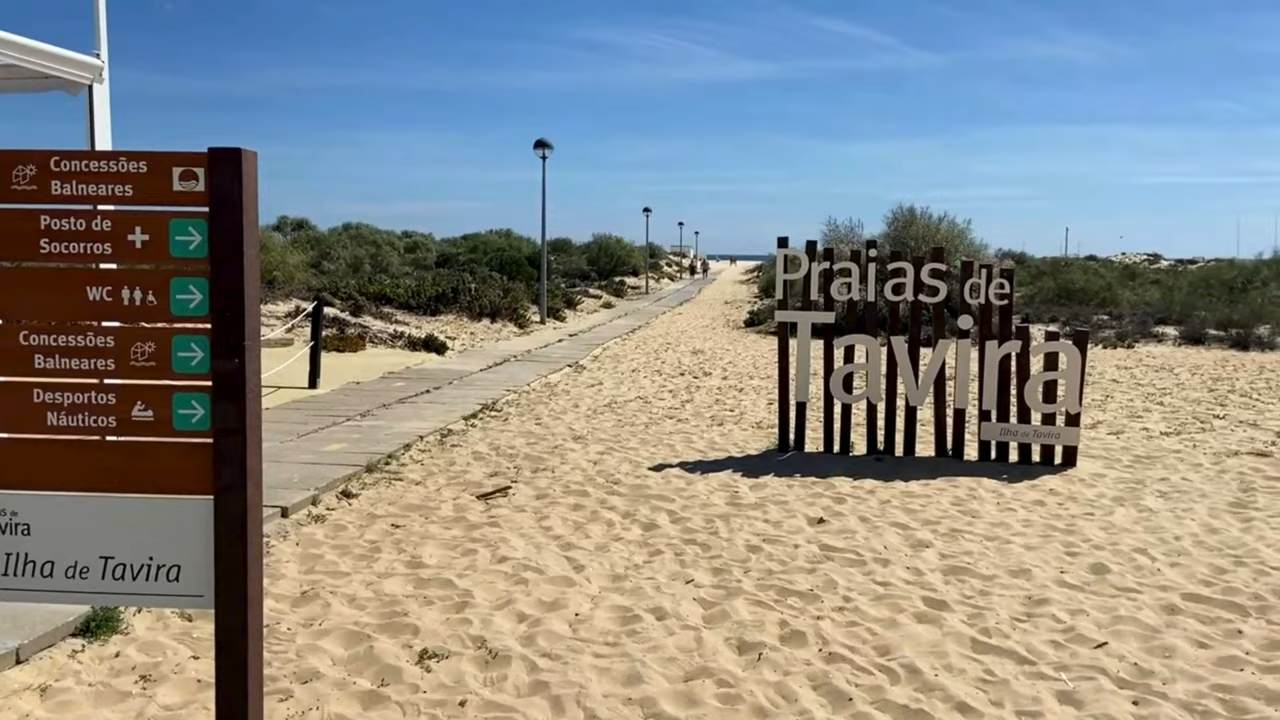 Concessões
Balneares
Posto de
Socorros
WC
Concessões
Balneares
Desportos
Náuticos
Ilha de Tavira
Praias de
Tavira
Ilha de Tavira